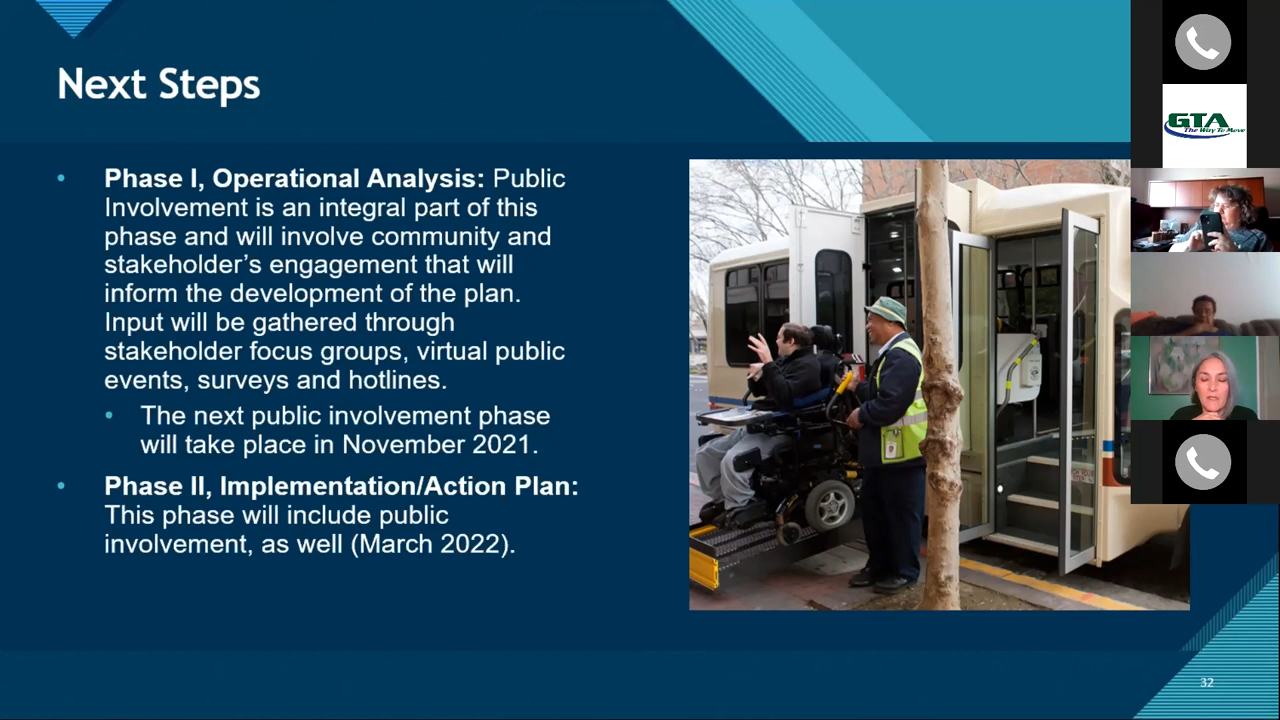 Next Steps
Phase I, Operational Analysis: Public
Involvement is an integral part of this
phase and will involve community and
stakeholder’s engagement that will
inform the development of the plan.
Input will be gathered through
stakeholder focus groups, virtual public
events, surveys and hotlines.
The next public involvement phase
will take place in November 2021.
Phase II, Implementation/Action Plan:
This phase will include public
involvement, as well (March 2022).
GTA
The Way To Move
32